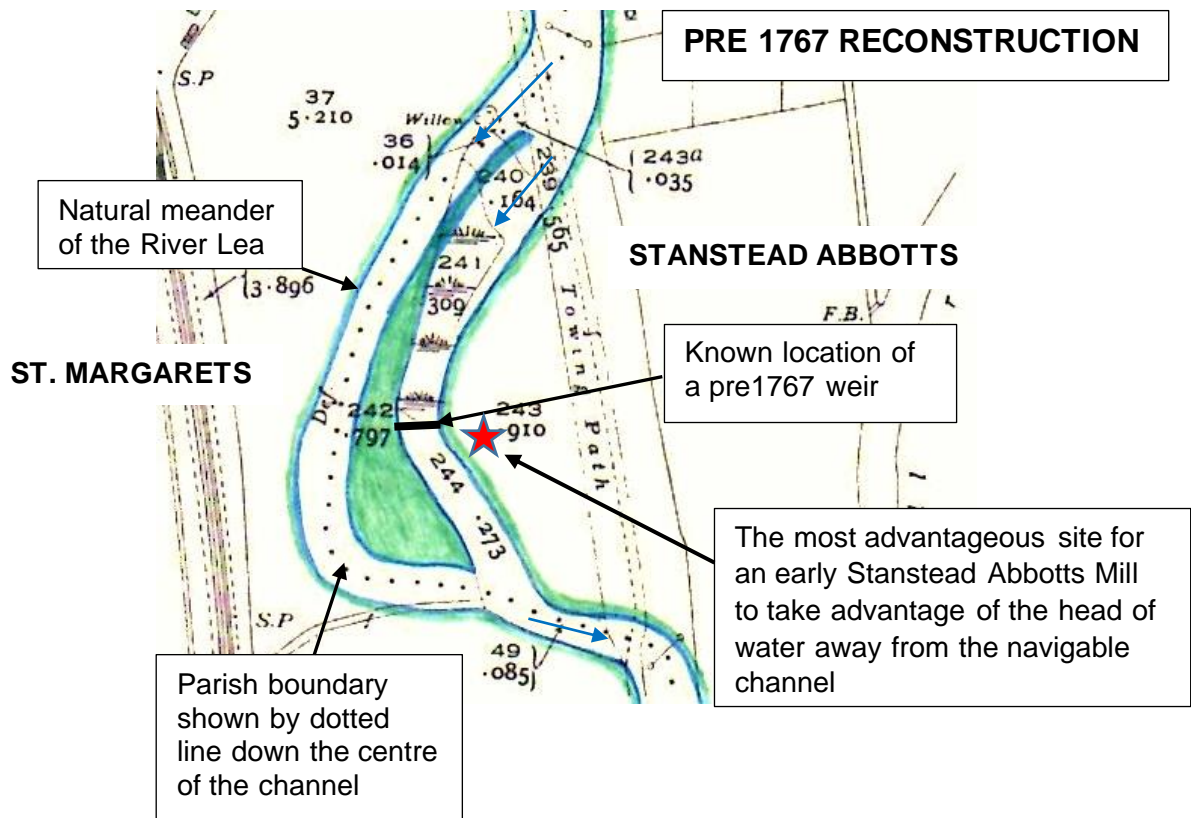 PRE 1767 RECONSTRUCTION
S.P
37
5.210
Willow
36
.014
243a
.035
240
.164
239
.565
Natural meander
of the River Lea
STANSTEAD ABBOTTS
241
.309
3.896
F.B.
Towing Path
ST. MARGARETS
Known location of
a pre1767 weir
Def
242
.797
243
.910
244
.273
The most advantageous site for
an early Stanstead Abbotts Mill
to take advantage of the head of
water away from the navigable
channel
S.P
49
.085
Parish boundary
shown by dotted
line down the centre
of the channel